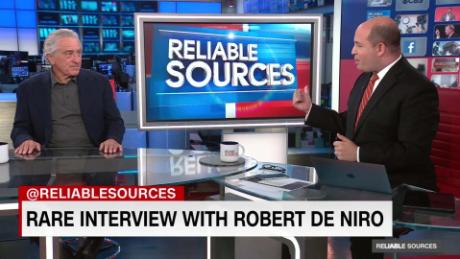 RELIABLE
SOURCES
@RELIABLESOURCES
RARE INTERVIEW WITH ROBERT DE NIRO
RELIABLE SOURCES